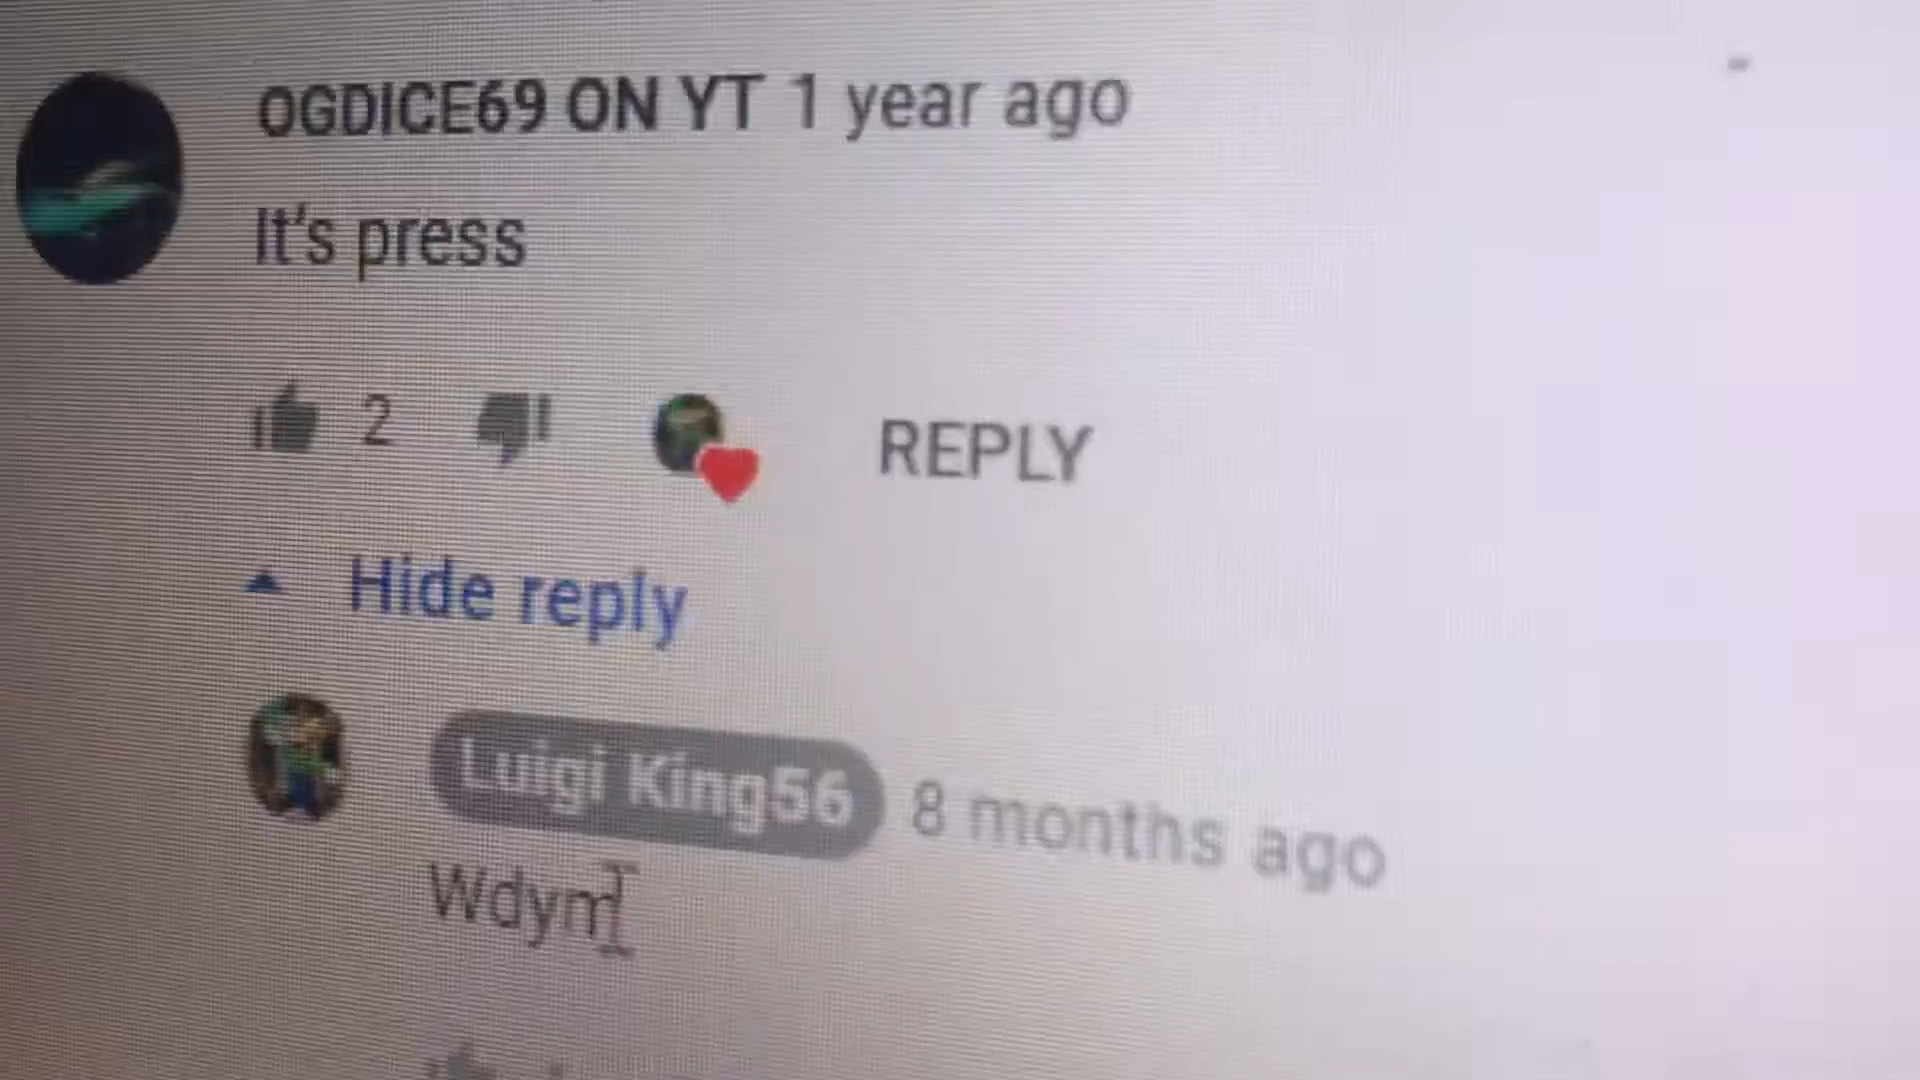 OGDICE69 ON YT 1 year ago
It's press
2 REPLY
Hide reply
Luigi King56 8 months ago
Wdym